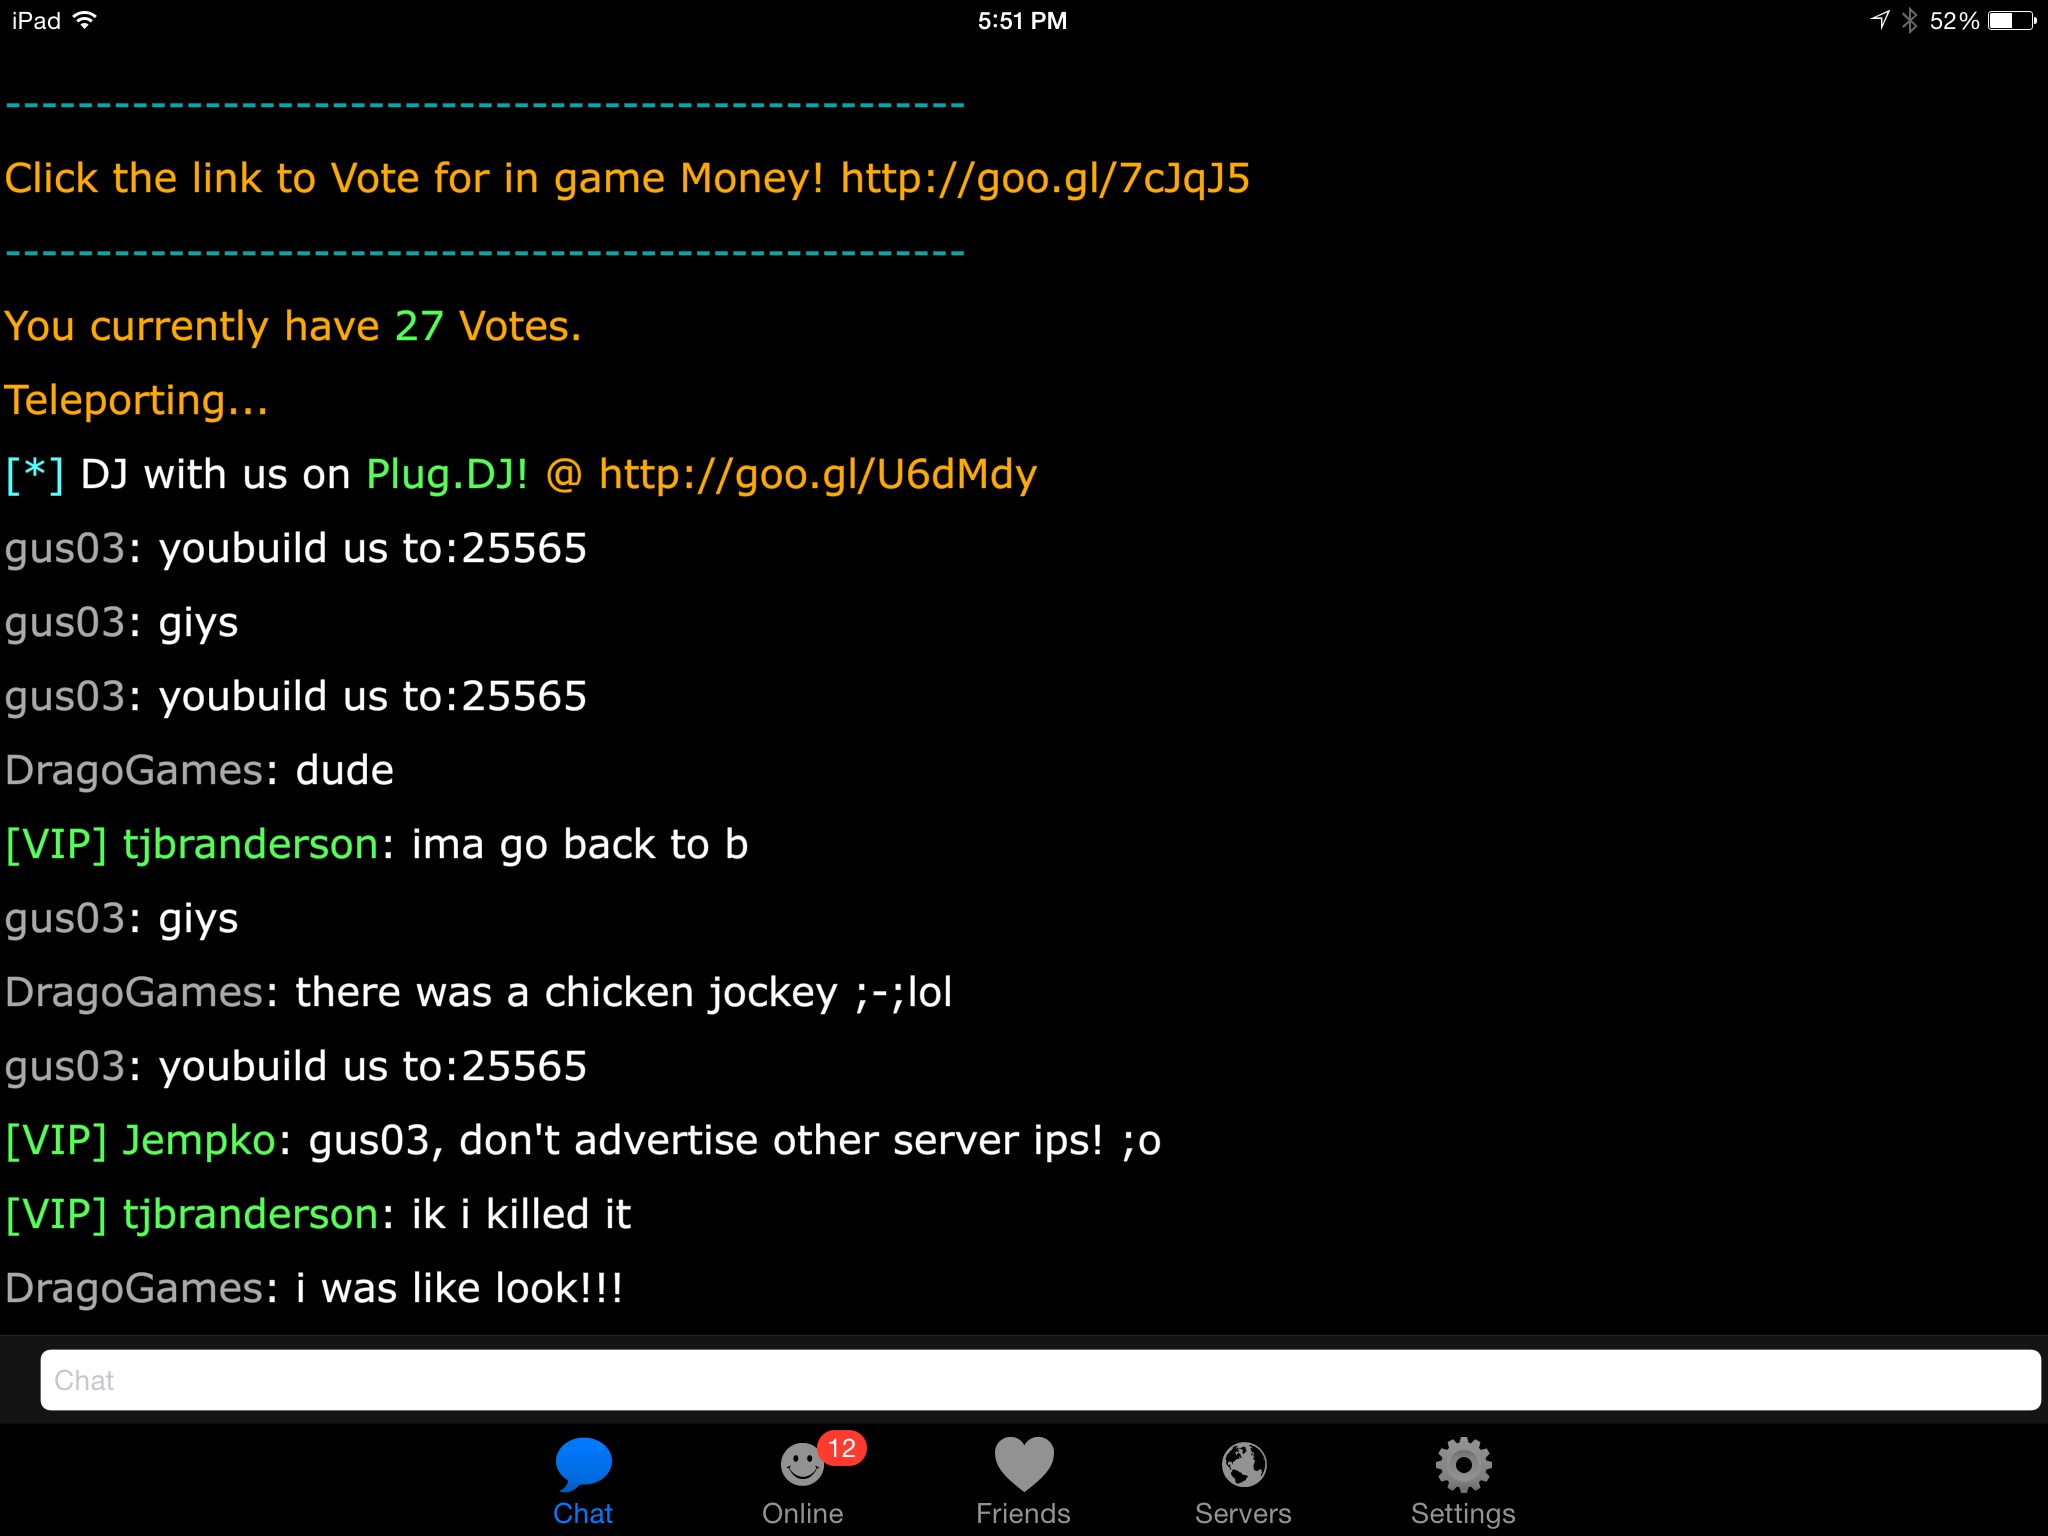 iPad 5:51 PM 52%
-----------------------------------------------------
Click the link to Vote for in game Money! http://goo.gl/7cJqJ5
-----------------------------------------------------
You currently have 27 Votes.
Teleporting...
[*] DJ with us on Plug.DJ! @ http://goo.gl/U6dMdy
gus03: youbuild us to:25565
gus03: giys
gus03: youbuild us to:25565
DragoGames: dude
[VIP] tjbranderson: ima go back to b
gus03: giys
DragoGames: there was a chicken jockey ;-;lol
gus03: youbuild us to:25565
[VIP] Jempko: gus03, don't advertise other server ips! ;o
[VIP] tjbranderson: ik i killed it
DragoGames: i was like look!!!
Chat
12
Chat Online Friends Servers Settings